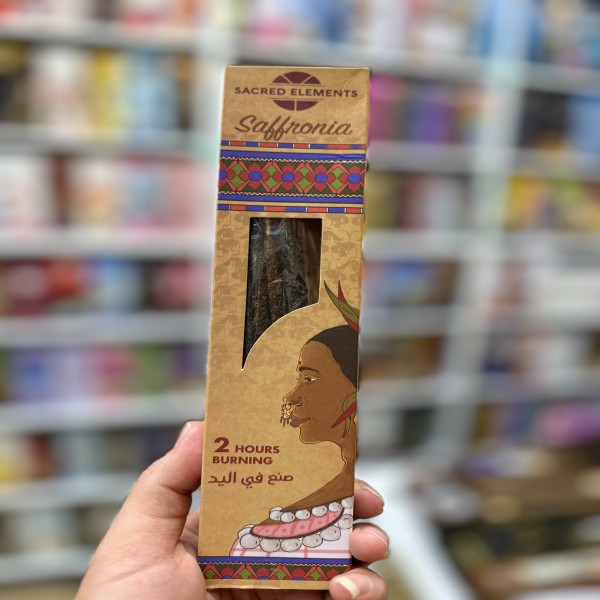 SACRED ELEMENTS
Saffronia
2 HOURS
BURNING
صنع في اليد